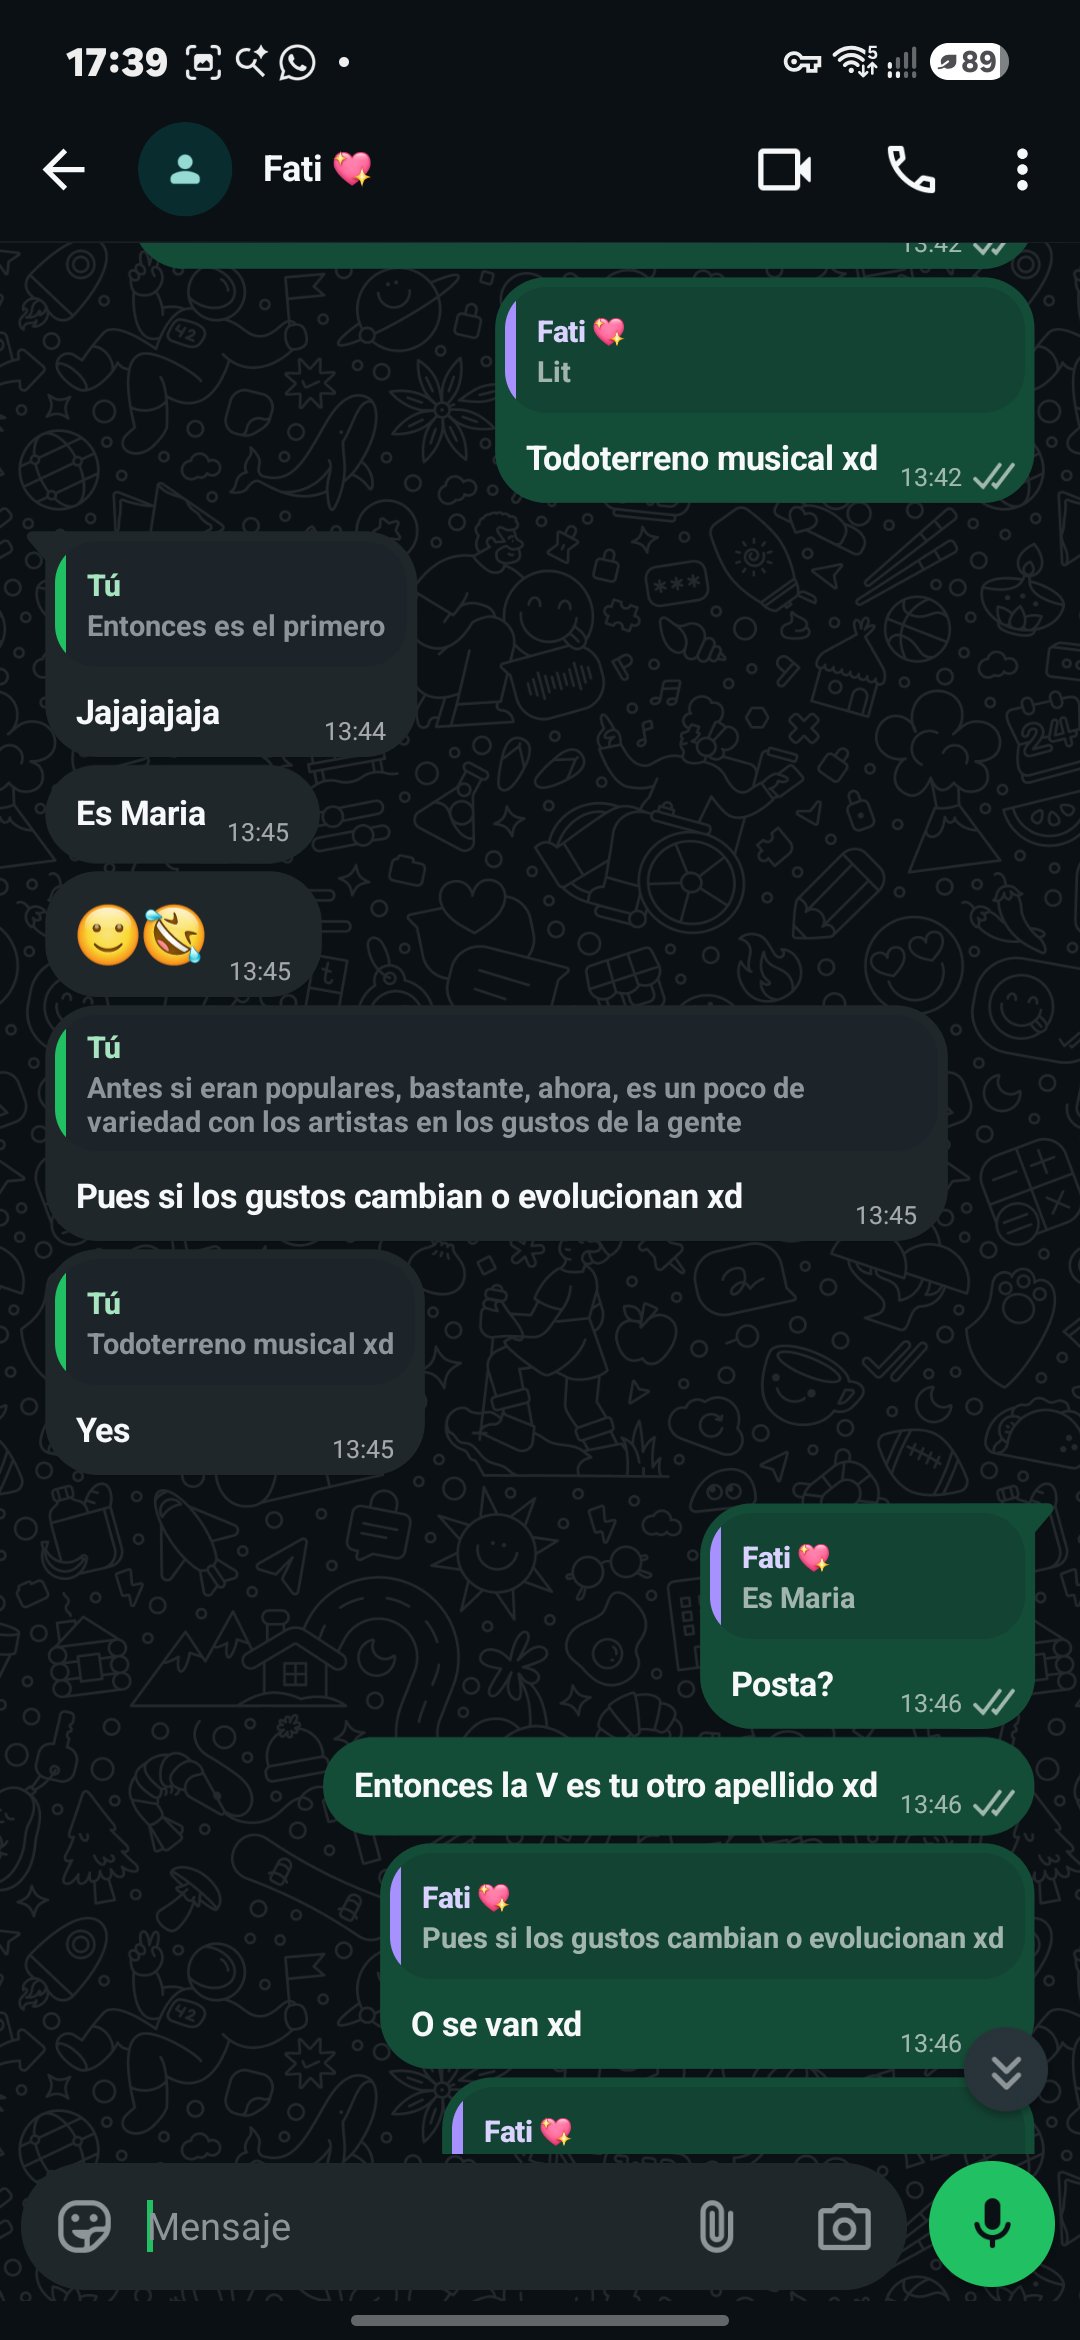 17:39
5
89
Fati 💖
13:42
Fati 💖
Lit
Todoterreno musical xd
13:42
Tú
Entonces es el primero
Jajajajaja
13:44
Es Maria
13:45
🙂🤣
13:45
Tú
Antes si eran populares, bastante, ahora, es un poco de
variedad con los artistas en los gustos de la gente
Pues si los gustos cambian o evolucionan xd
13:45
Tú
Todoterreno musical xd
Yes
13:45
Fati 💖
Es Maria
Posta?
13:46
Entonces la V es tu otro apellido xd
13:46
Fati 💖
Pues si los gustos cambian o evolucionan xd
O se van xd
13:46
Fati 💖
Mensaje